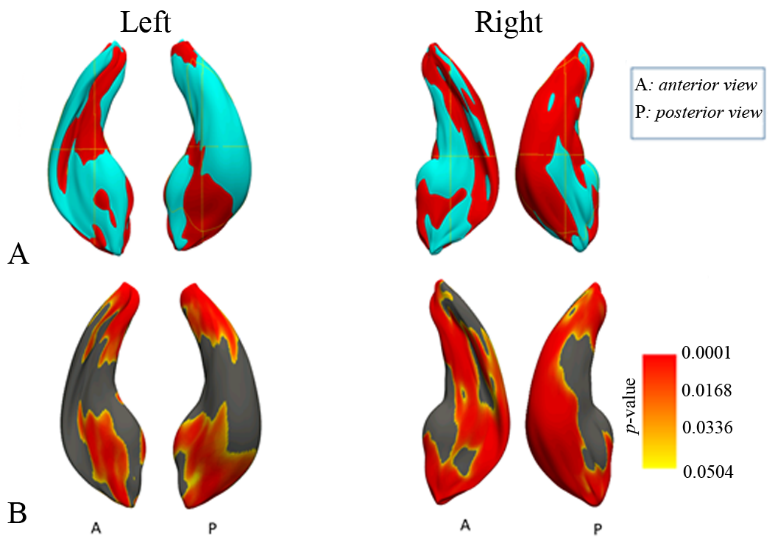 Left
Right
A: anterior view
P: posterior view
A
0.0001
0.0168
0.0336
0.0504
p-value
B
A
P
A
P